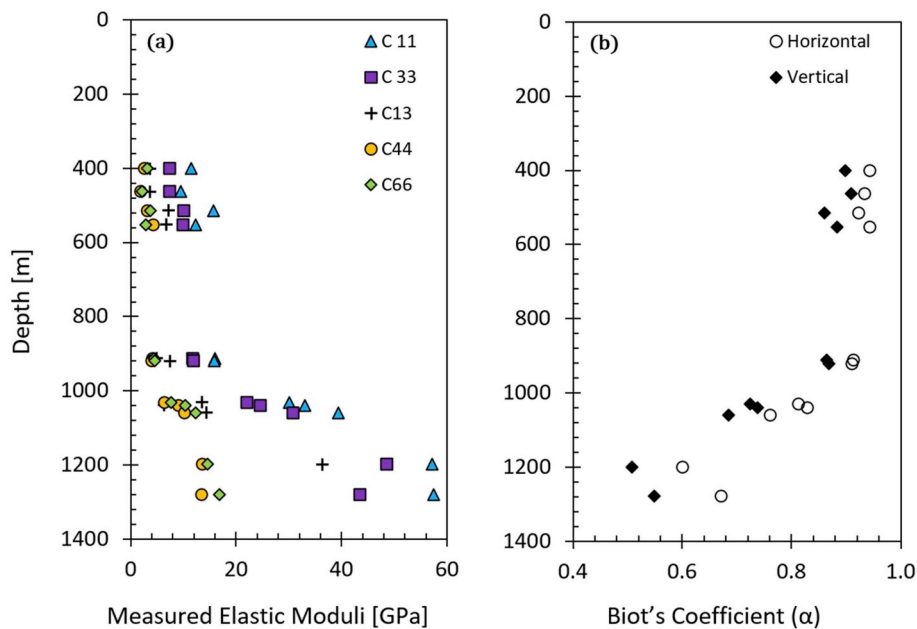 (a)
C 11
C 33
C13
C44
C66
0
200
400
600
800
1000
1200
1400
Depth [m]
0
20
40
60
Measured Elastic Moduli [GPa]
(b)
Horizontal
Vertical
0
200
400
600
800
1000
1200
1400
0.4
0.6
0.8
1.0
Biot's Coefficient (α)